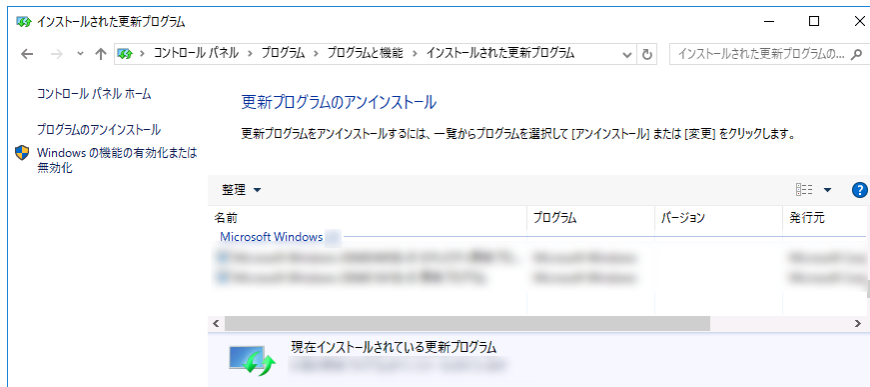 インストールされた更新プログラム
コントロール パネル › プログラム › プログラムと機能 › インストールされた更新プログラム
インストールされた更新プログラムの...
コントロール パネル ホーム
プログラムのアンインストール
Windows の機能の有効化または
無効化
更新プログラムのアンインストール
更新プログラムをアンインストールするには、一覧からプログラムを選択して [アンインストール] または [変更] をクリックします。
整理
名前 プログラム バージョン 発行元
Microsoft Windows
現在インストールされている更新プログラム